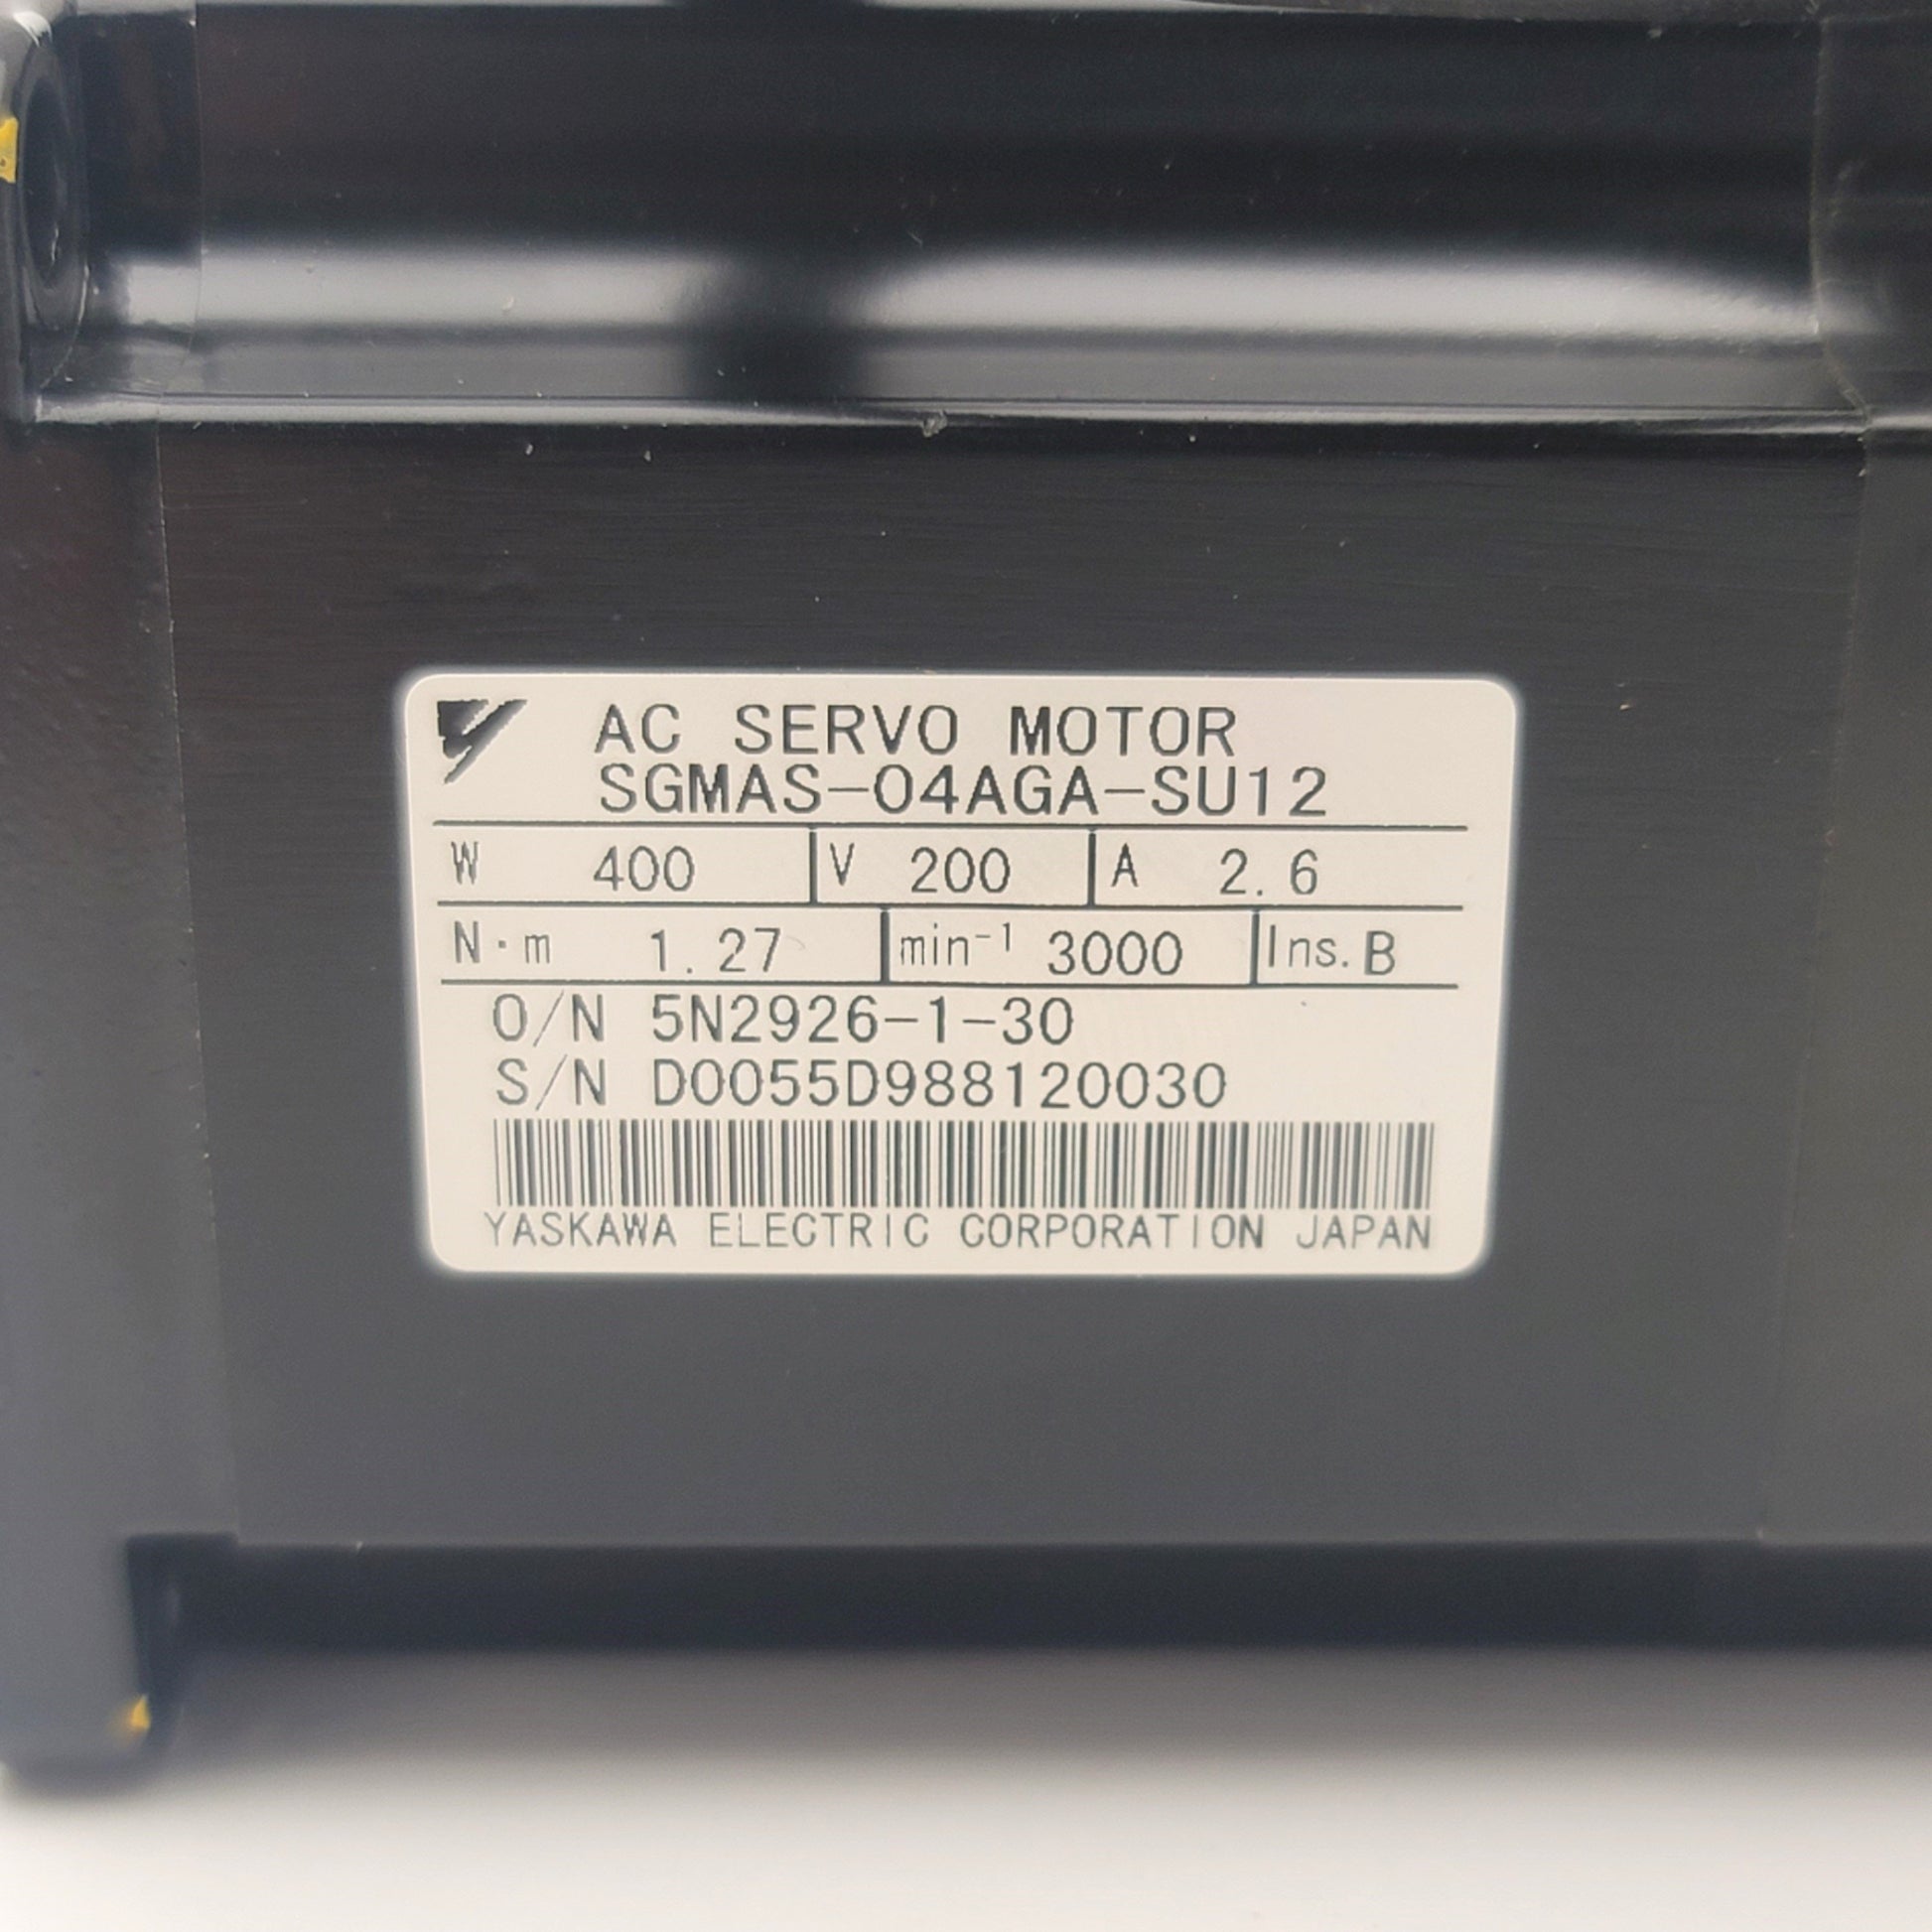 AC SERVO MOTOR
SGMAS-04AGA-SU12
W 400 V 200 A 2.6
N·m 1.27 min⁻¹ 3000 Ins. B
O/N 5N2926-1-30
S/N D0055D988120030
YASKAWA ELECTRIC CORPORATION JAPAN